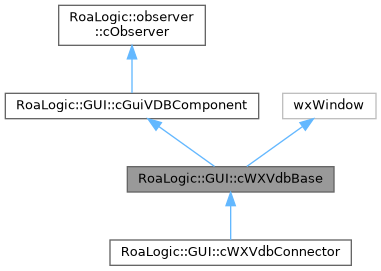 RoaLogic::observer
::cObserver
RoaLogic::GUI::cGuiVDBComponent
wxWindow
RoaLogic::GUI::cWXVdbBase
RoaLogic::GUI::cWXVdbConnector